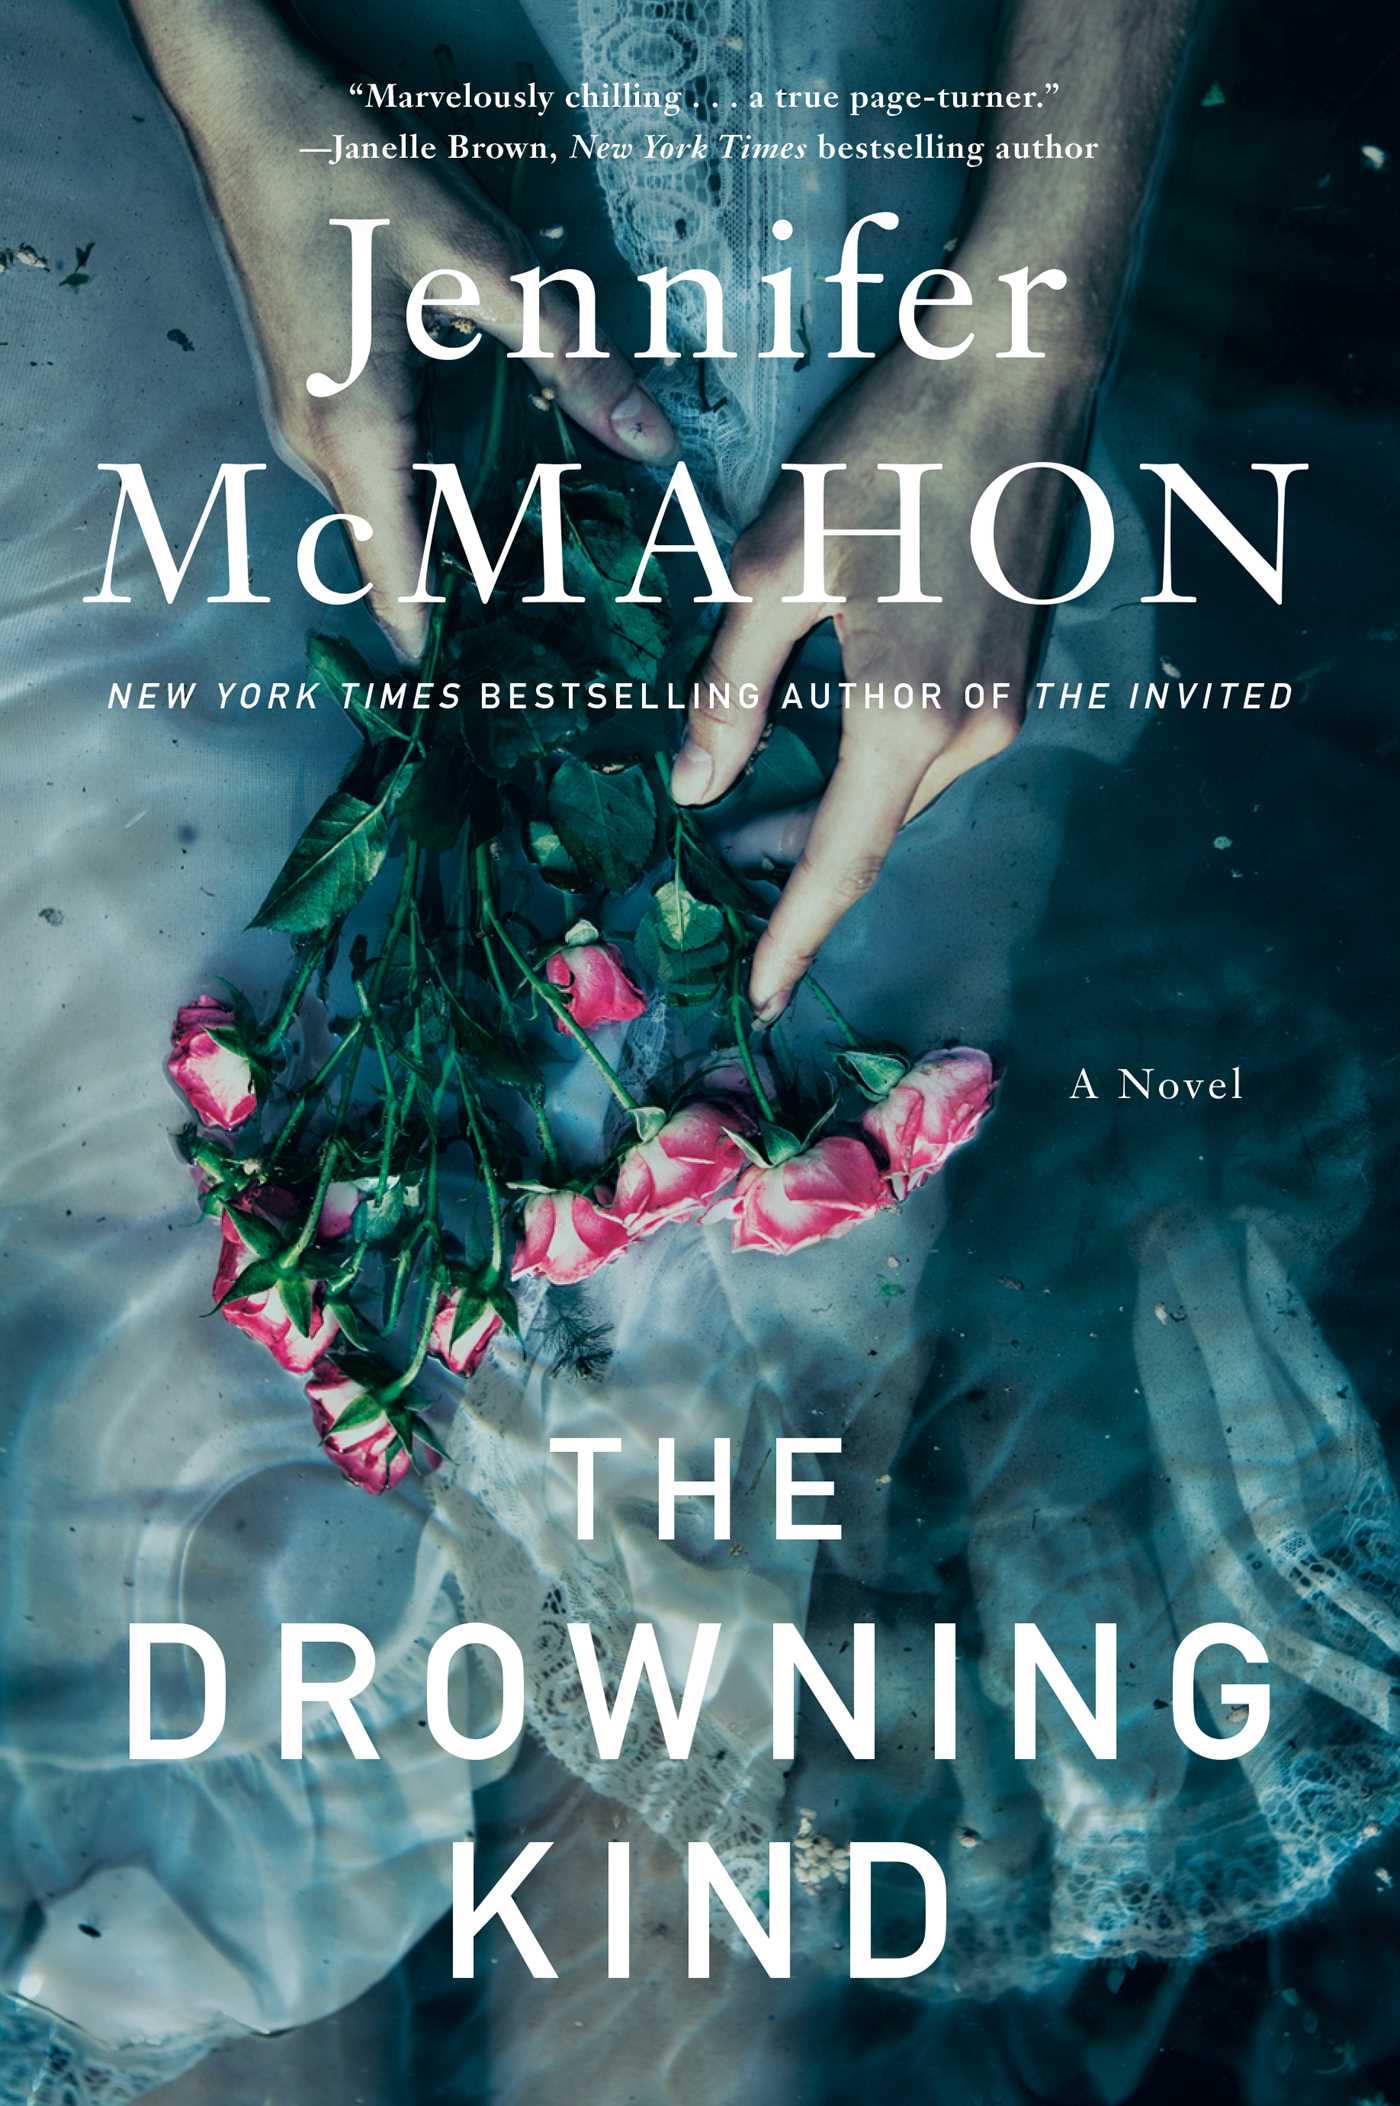 “Marvelously chilling . . . a true page-turner.”
—Janelle Brown, New York Times bestselling author
Jennifer
McMAHON
NEW YORK TIMES BESTSELLING AUTHOR OF THE INVITED
A Novel
THE
DROWNING
KIND